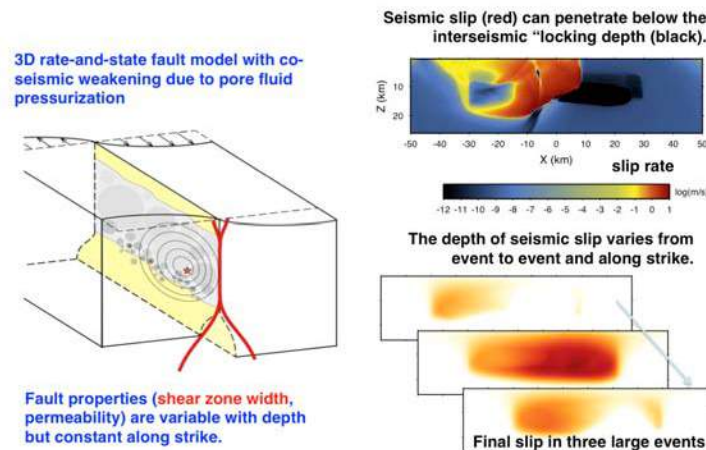 3D rate-and-state fault model with co-
seismic weakening due to pore fluid
pressurization
Fault properties (shear zone width,
permeability) are variable with depth
but constant along strike.
Seismic slip (red) can penetrate below the
interseismic “locking depth (black).
Z (km)
10
20
-50 -40 -30 -20 -10 0 10 20 30 40 50
X (km)
slip rate
log(m/s)
-12 -11 -10 -9 -8 -7 -6 -5 -4 -3 -2 -1 0 1
The depth of seismic slip varies from
event to event and along strike.
Final slip in three large events